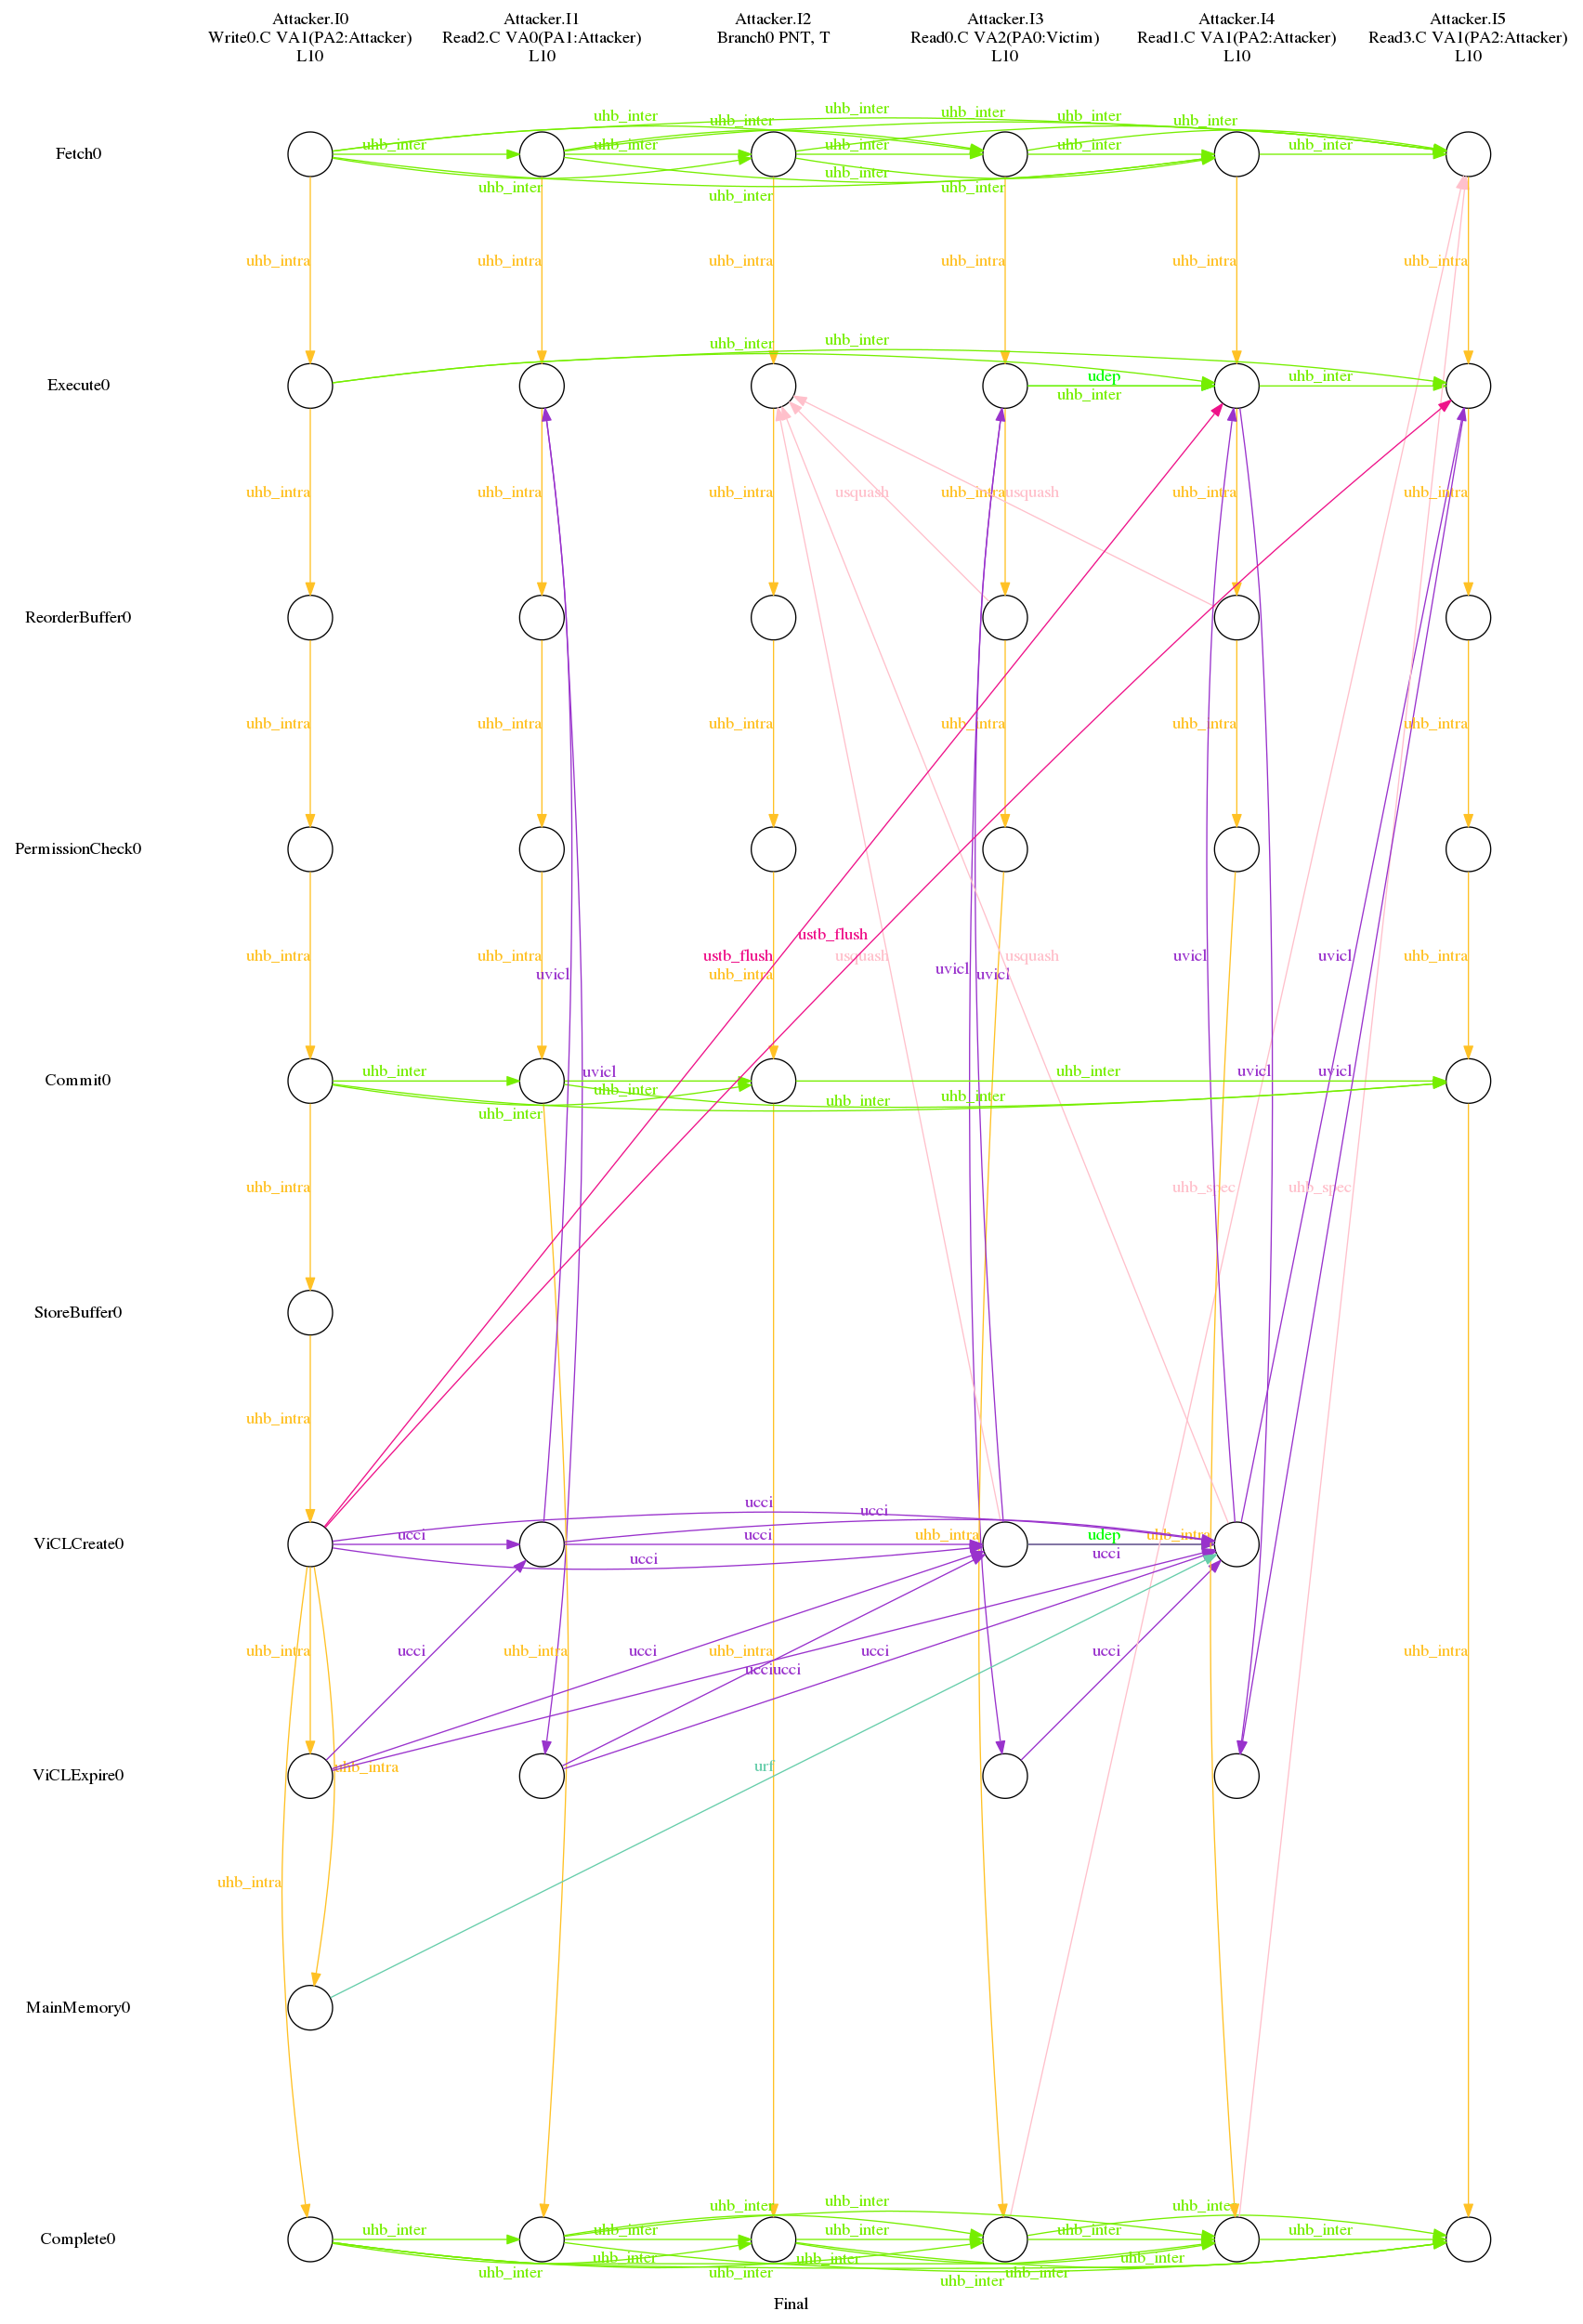 Attacker.I0 Attacker.I1 Attacker.I2 Attacker.I3 Attacker.I4 Attacker.I5
Write0.C VA1(PA2:Attacker) Read2.C VA0(PA1:Attacker) Branch0 PNT, T Read0.C VA2(PA0:Victim) Read1.C VA1(PA2:Attacker) Read3.C VA1(PA2:Attacker)
L10 L10 L10 L10 L10
uhb_inter uhb_inter uhb_inter uhb_inter
uhb_inter uhb_inter
Fetch0 uhb_inter uhb_inter uhb_inter uhb_inter uhb_inter
uhb_inter
uhb_inter uhb_inter
uhb_inter
uhb_intra uhb_intra uhb_intra uhb_intra uhb_intra uhb_intra
uhb_inter uhb_inter
Execute0 udep uhb_inter
uhb_inter
uhb_intra uhb_intra uhb_intra usquash uhb_intra usquash uhb_intra uhb_intra
ReorderBuffer0
uhb_intra uhb_intra uhb_intra uhb_intra uhb_intra uhb_intra
PermissionCheck0
ustb_flush
uhb_intra uhb_intra ustb_flush usquash usquash uvicl uvicl uhb_intra
uvicl uhb_intra uvicl uvicl
Commit0 uhb_inter uvicl uhb_inter uvicl uvicl
uhb_inter
uhb_inter uhb_inter uhb_inter
uhb_intra uhb_spec uhb_spec
StoreBuffer0
uhb_intra
ucci ucci
ViCLCreate0 ucci ucci uhb_intra udep uhb_intra
ucci ucci
uhb_intra ucci uhb_intra ucci uhb_intra ucci ucci uhb_intra
ucci ucci
ViCLExpire0 uhb_intra urf
uhb_intra
MainMemory0
uhb_inter uhb_inter uhb_inter
Complete0 uhb_inter uhb_inter uhb_inter uhb_inter uhb_inter
uhb_inter uhb_inter uhb_inter
uhb_inter uhb_inter uhb_inter uhb_inter
Final